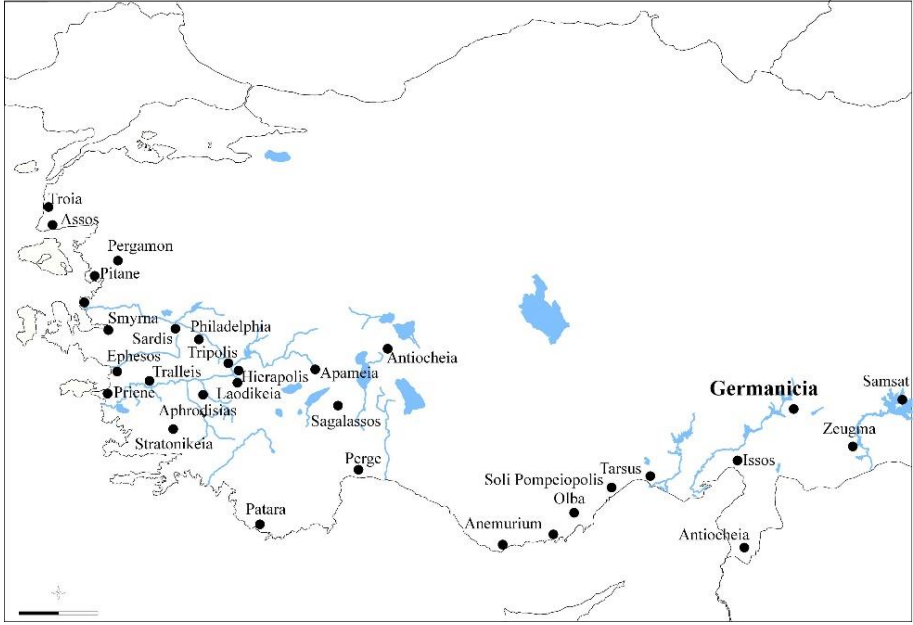 Troia
Assos
Pergamon
Pitane
Smyrna
Philadelphia
Sardis
Tripolis
Antiocheia
Ephesos
Tralleis
Hierapolis
Apameia
Priene
Laodikeia
Germanicia
Samsat
Aphrodisias
Sagalassos
Stratonikeia
Zeugma
Perge
Issos
Tarsus
Soli Pompeiopolis
Olba
Patara
Anemurium
Antiocheia